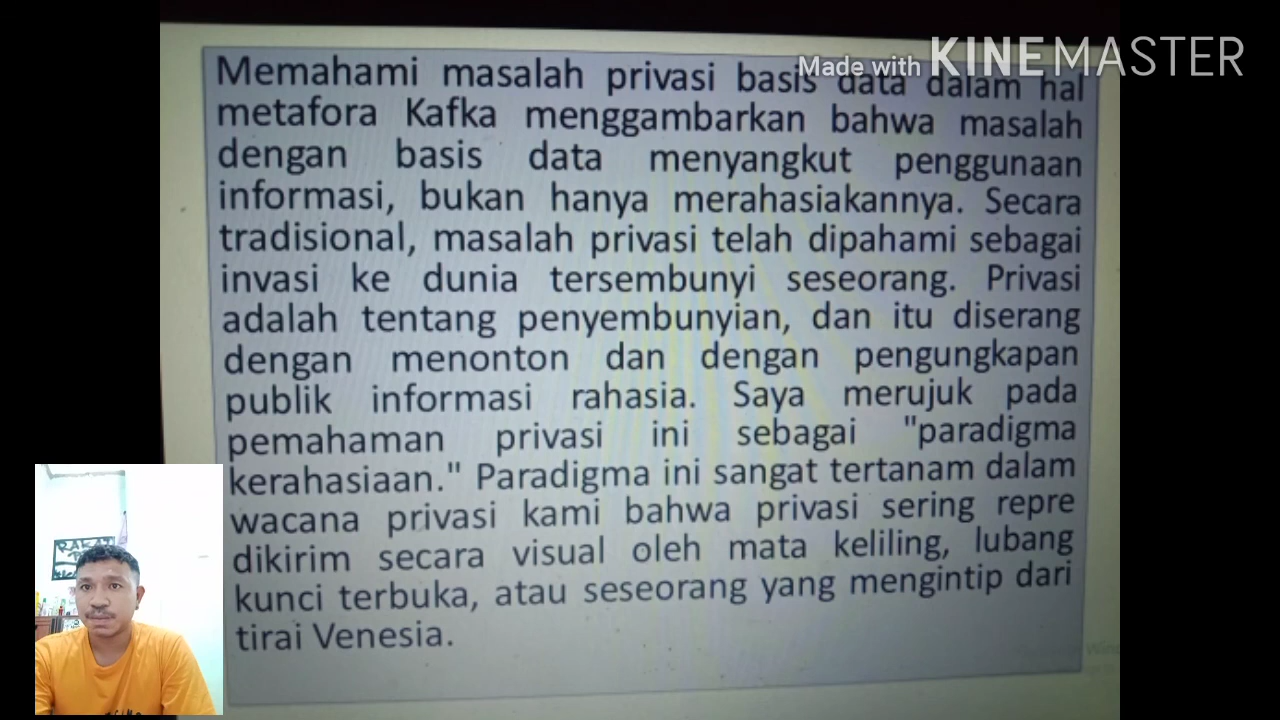 Made with KINEMASTER
Memahami masalah privasi basis data dalam hal
metafora Kafka menggambarkan bahwa masalah
dengan basis data menyangkut penggunaan
informasi, bukan hanya merahasiakannya. Secara
tradisional, masalah privasi telah dipahami sebagai
invasi ke dunia tersembunyi seseorang. Privasi
adalah tentang penyembunyian, dan itu diserang
dengan menonton dan dengan pengungkapan
publik informasi rahasia. Saya merujuk pada
pemahaman privasi ini sebagai "paradigma
kerahasiaan." Paradigma ini sangat tertanam dalam
wacana privasi kami bahwa privasi sering repre
dikirim secara visual oleh mata keliling, lubang
kunci terbuka, atau seseorang yang mengintip dari
tirai Venesia.